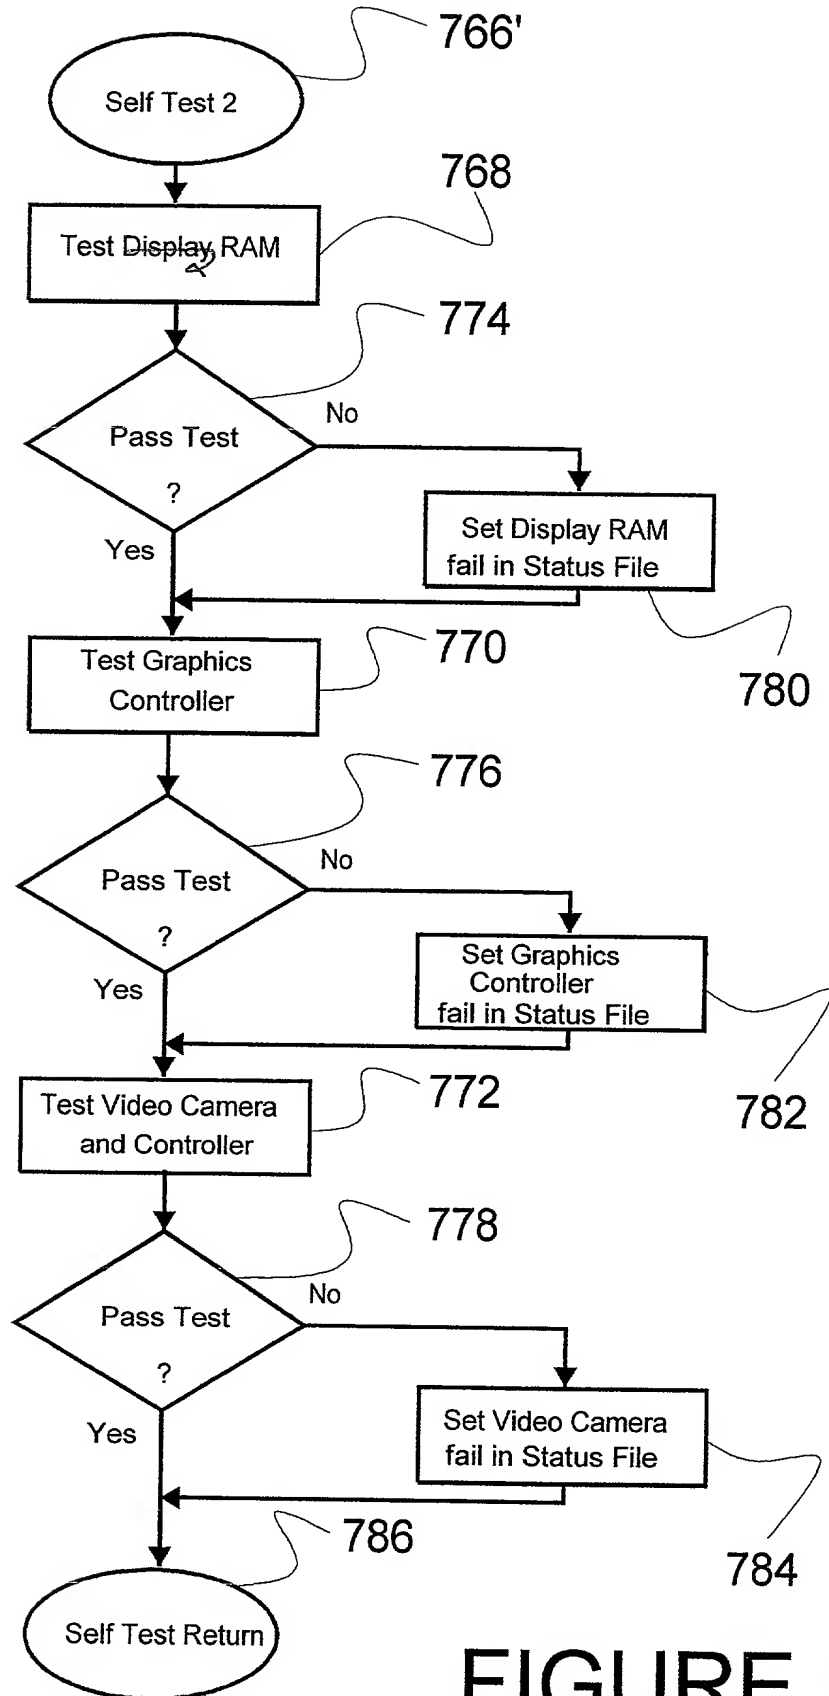 766'
Self Test 2
768
Test Display RAM
774
No
Pass Test
?
Yes
Set Display RAM
fail in Status File
770
Test Graphics
Controller
780
776
No
Pass Test
?
Yes
Set Graphics
Controller
fail in Status File
772
Test Video Camera
and Controller
782
778
No
Pass Test
?
Yes
Set Video Camera
fail in Status File
786
784
Self Test Return
FIGURE